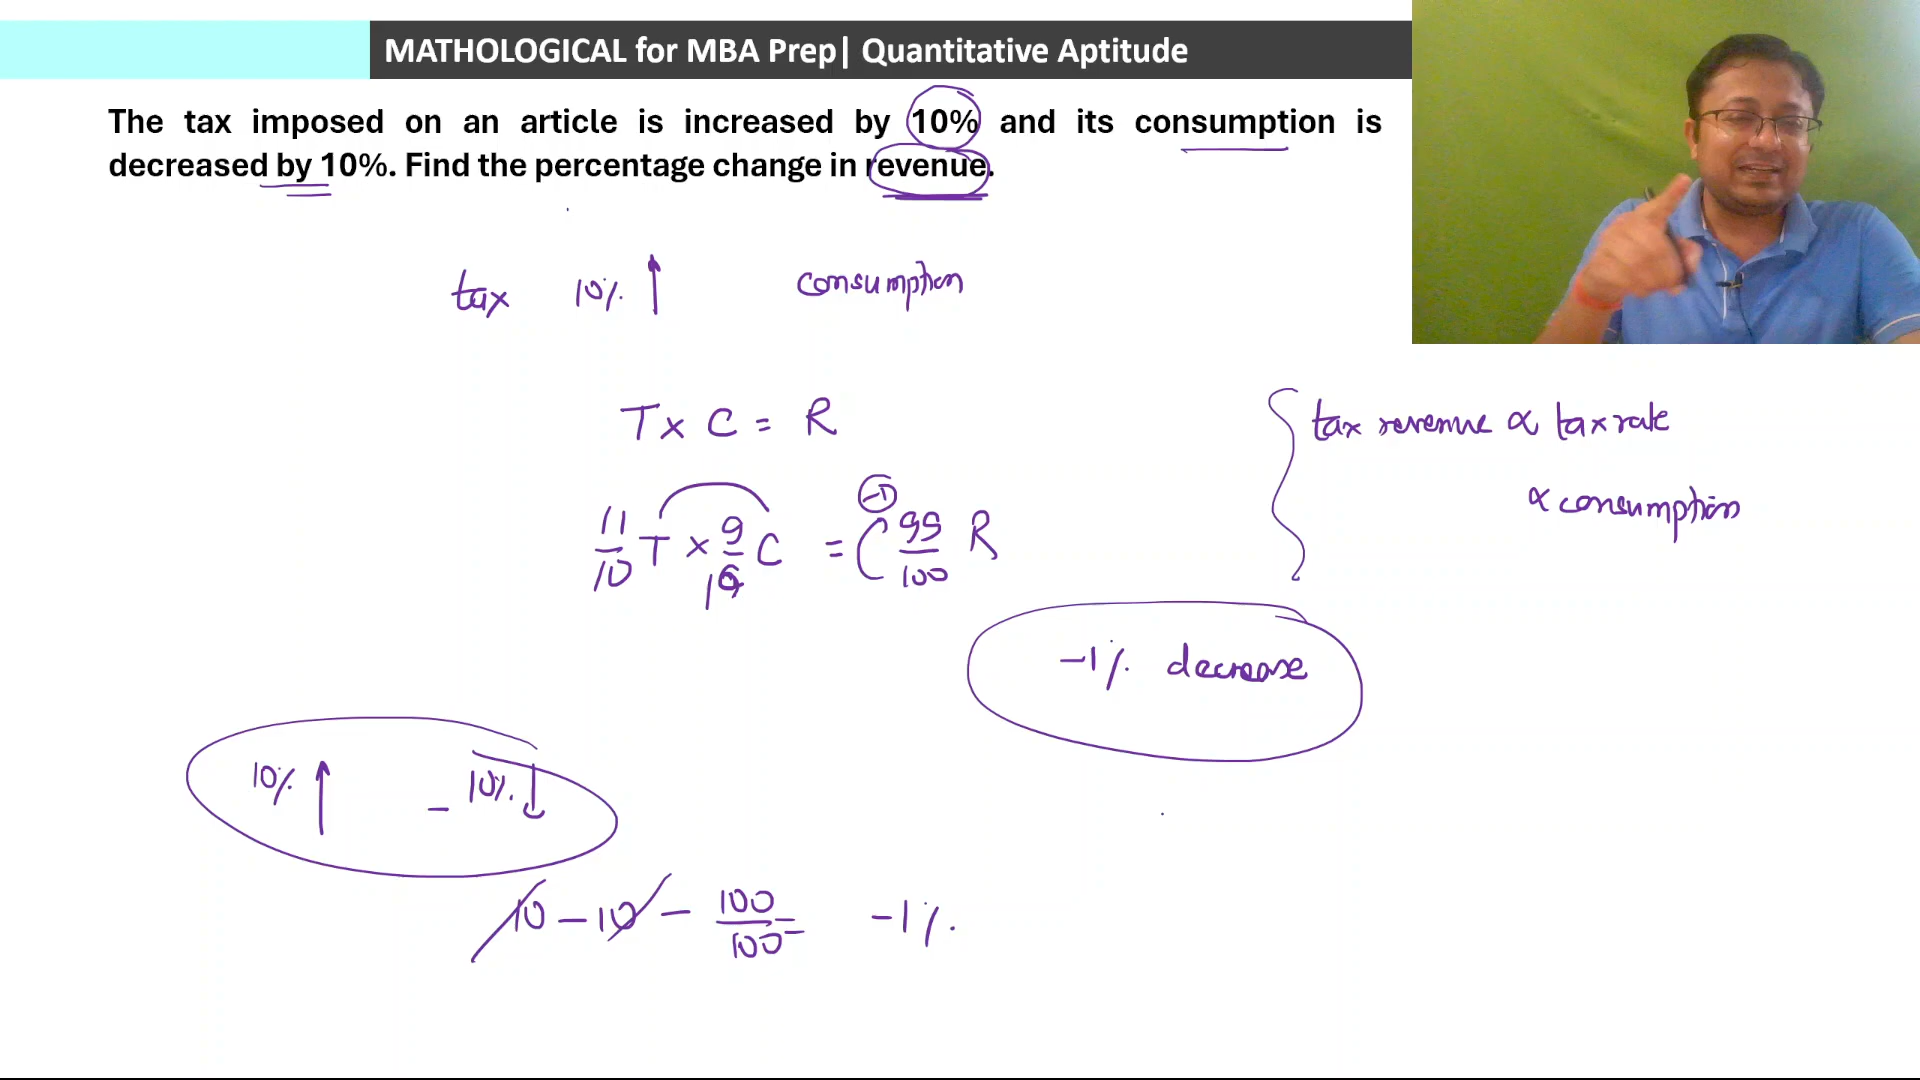 MATHOLOGICAL for MBA Prep| Quantitative Aptitude
The tax imposed on an article is increased by 10% and its consumption is
decreased by 10%. Find the percentage change in revenue.
tax 10% ↑ consumption
T x C = R
tax revenue ∝ tax rate
∝ consumption
-1
11/10 T x 9/10 C = ( 99/100 R
-1% decrease
10% ↑ - 10% ↓
10 - 10 - 100/100 -1%.